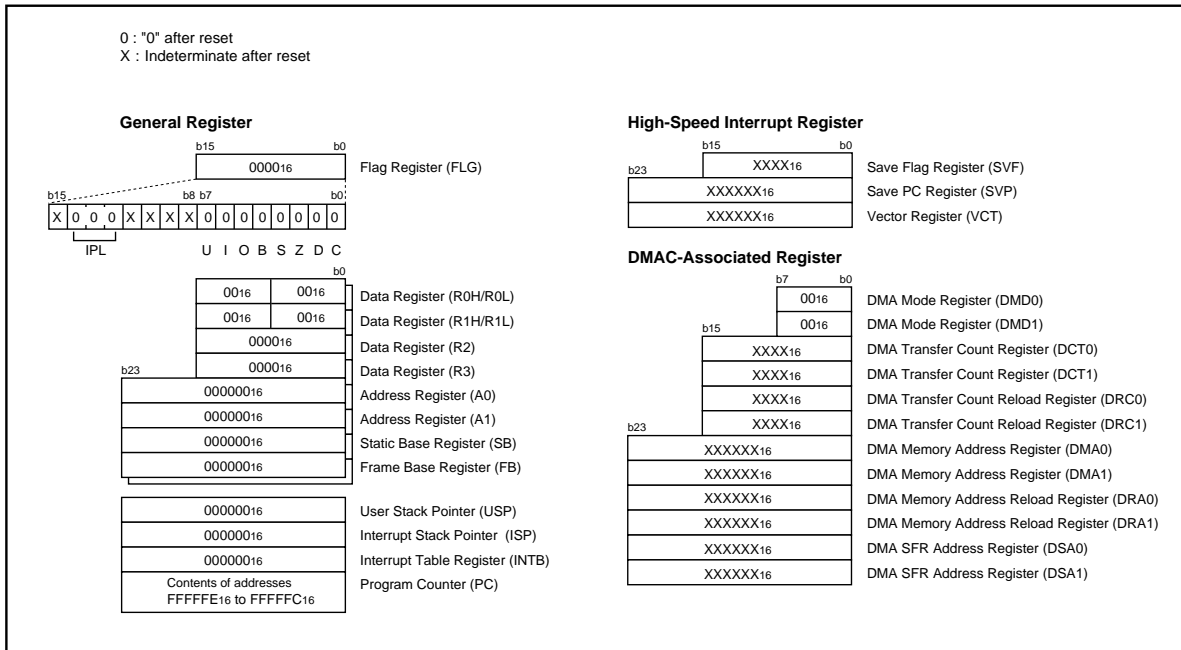 0 : "0" after reset
X : Indeterminate after reset
General Register
b15 b0
000016 Flag Register (FLG)
b15 b8 b7 b0
X 0 0 0 X X X X 0 0 0 0 0 0 0 0
IPL U I O B S Z D C
b0
0016 0016 Data Register (R0H/R0L)
0016 0016 Data Register (R1H/R1L)
000016 Data Register (R2)
000016 Data Register (R3)
b23
00000016 Address Register (A0)
00000016 Address Register (A1)
00000016 Static Base Register (SB)
00000016 Frame Base Register (FB)
00000016 User Stack Pointer (USP)
00000016 Interrupt Stack Pointer (ISP)
00000016 Interrupt Table Register (INTB)
Contents of addresses Program Counter (PC)
FFFFFE16 to FFFFFC16
High-Speed Interrupt Register
b15 b0
XXXX16 Save Flag Register (SVF)
b23
XXXXXX16 Save PC Register (SVP)
XXXXXX16 Vector Register (VCT)
DMAC-Associated Register
b7 b0
0016 DMA Mode Register (DMD0)
0016 DMA Mode Register (DMD1)
b15
XXXX16 DMA Transfer Count Register (DCT0)
XXXX16 DMA Transfer Count Register (DCT1)
XXXX16 DMA Transfer Count Reload Register (DRC0)
XXXX16 DMA Transfer Count Reload Register (DRC1)
b23
XXXXXX16 DMA Memory Address Register (DMA0)
XXXXXX16 DMA Memory Address Register (DMA1)
XXXXXX16 DMA Memory Address Reload Register (DRA0)
XXXXXX16 DMA Memory Address Reload Register (DRA1)
XXXXXX16 DMA SFR Address Register (DSA0)
XXXXXX16 DMA SFR Address Register (DSA1)